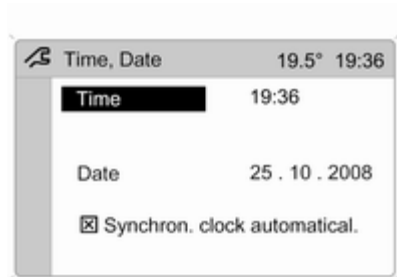 Time, Date 19.5° 19:36
Time 19:36
Date 25 . 10 . 2008
Synchron. clock automatical.